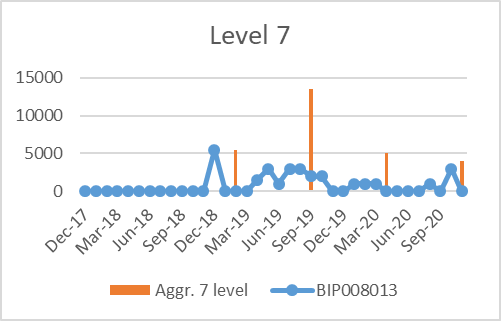 Level 7
15000
10000
5000
0
Dec-17 Mar-18 Jun-18 Sep-18 Dec-18 Mar-19 Jun-19 Sep-19 Dec-19 Mar-20 Jun-20 Sep-20
Aggr. 7 level BIP008013